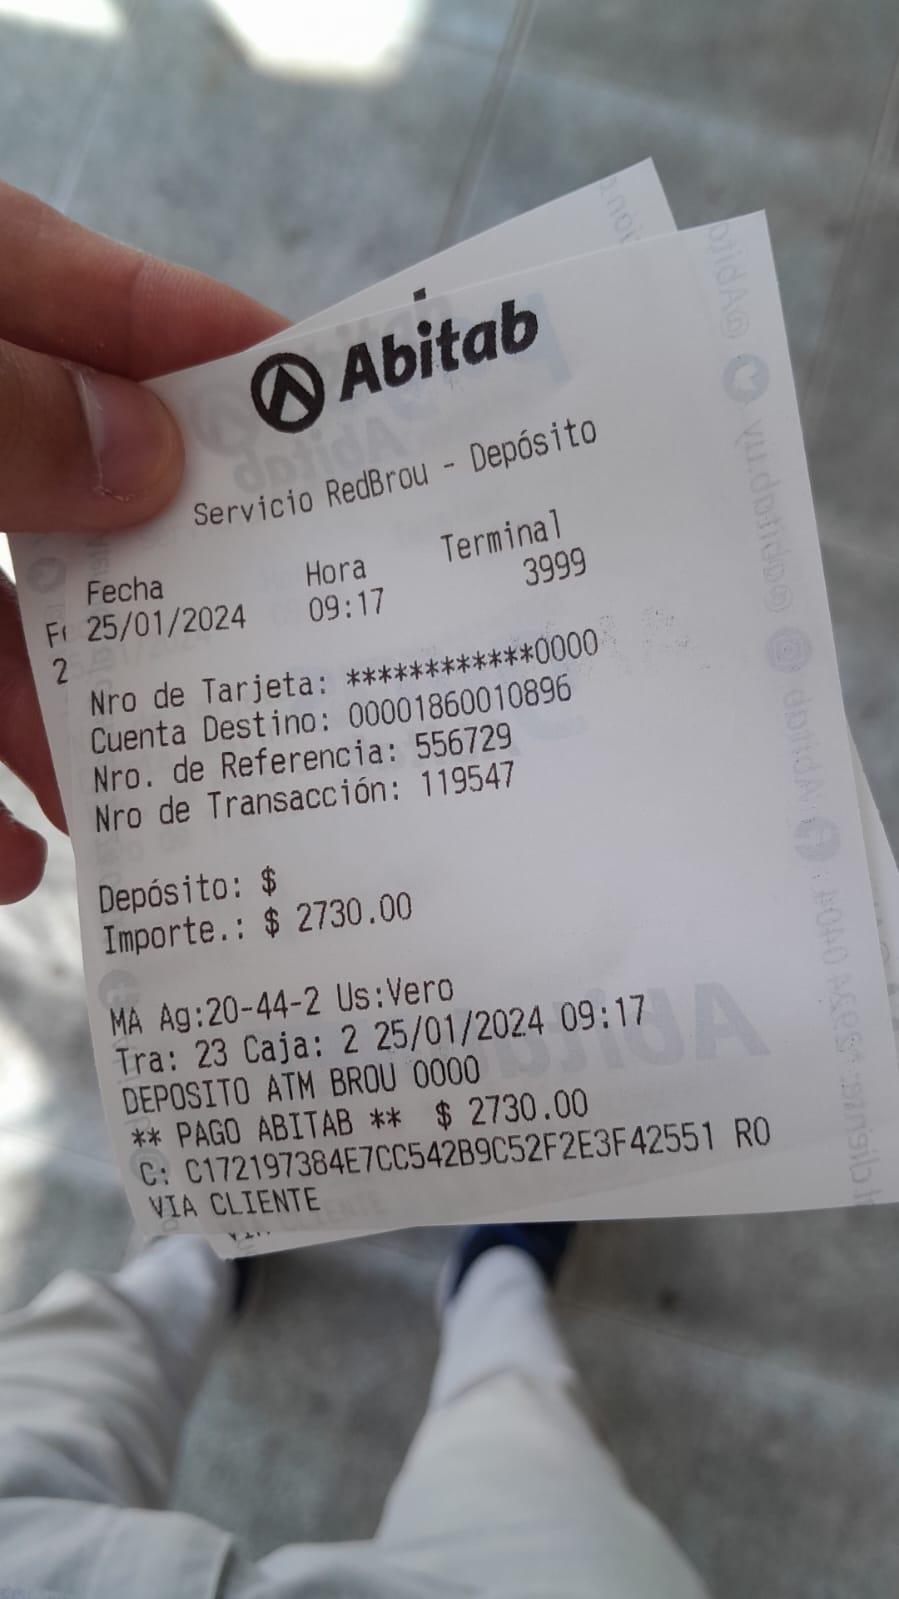 Abitab
Servicio RedBrou - Depósito
Fecha Hora Terminal
25/01/2024 09:17 3999
Nro de Tarjeta: ************0000
Cuenta Destino: 00001860010896
Nro. de Referencia: 556729
Nro de Transacción: 119547
Depósito: $
Importe.: $ 2730.00
MA Ag:20-44-2 Us:Vero
Tra: 23 Caja: 2 25/01/2024 09:17
DEPOSITO ATM BROU 0000
** PAGO ABITAB ** $ 2730.00
C: C172197384E7CC542B9C52F2E3F42551 RO
VIA CLIENTE